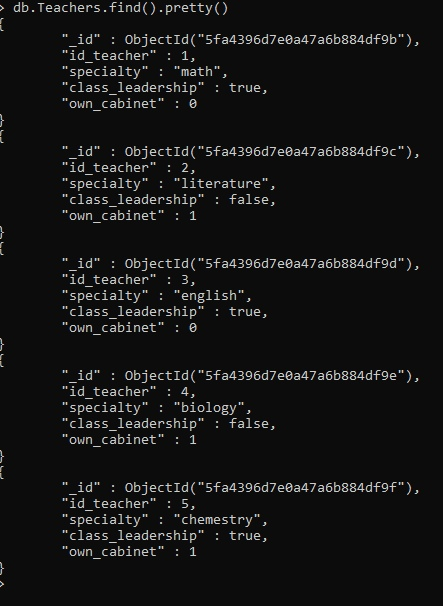 > db.Teachers.find().pretty()
{
"_id" : ObjectId("5fa4396d7e0a47a6b884df9b"),
"id_teacher" : 1,
"specialty" : "math",
"class_leadership" : true,
"own_cabinet" : 0
}
{
"_id" : ObjectId("5fa4396d7e0a47a6b884df9c"),
"id_teacher" : 2,
"specialty" : "literature",
"class_leadership" : false,
"own_cabinet" : 1
}
{
"_id" : ObjectId("5fa4396d7e0a47a6b884df9d"),
"id_teacher" : 3,
"specialty" : "english",
"class_leadership" : true,
"own_cabinet" : 0
}
{
"_id" : ObjectId("5fa4396d7e0a47a6b884df9e"),
"id_teacher" : 4,
"specialty" : "biology",
"class_leadership" : false,
"own_cabinet" : 1
}
{
"_id" : ObjectId("5fa4396d7e0a47a6b884df9f"),
"id_teacher" : 5,
"specialty" : "chemestry",
"class_leadership" : true,
"own_cabinet" : 1
}
>